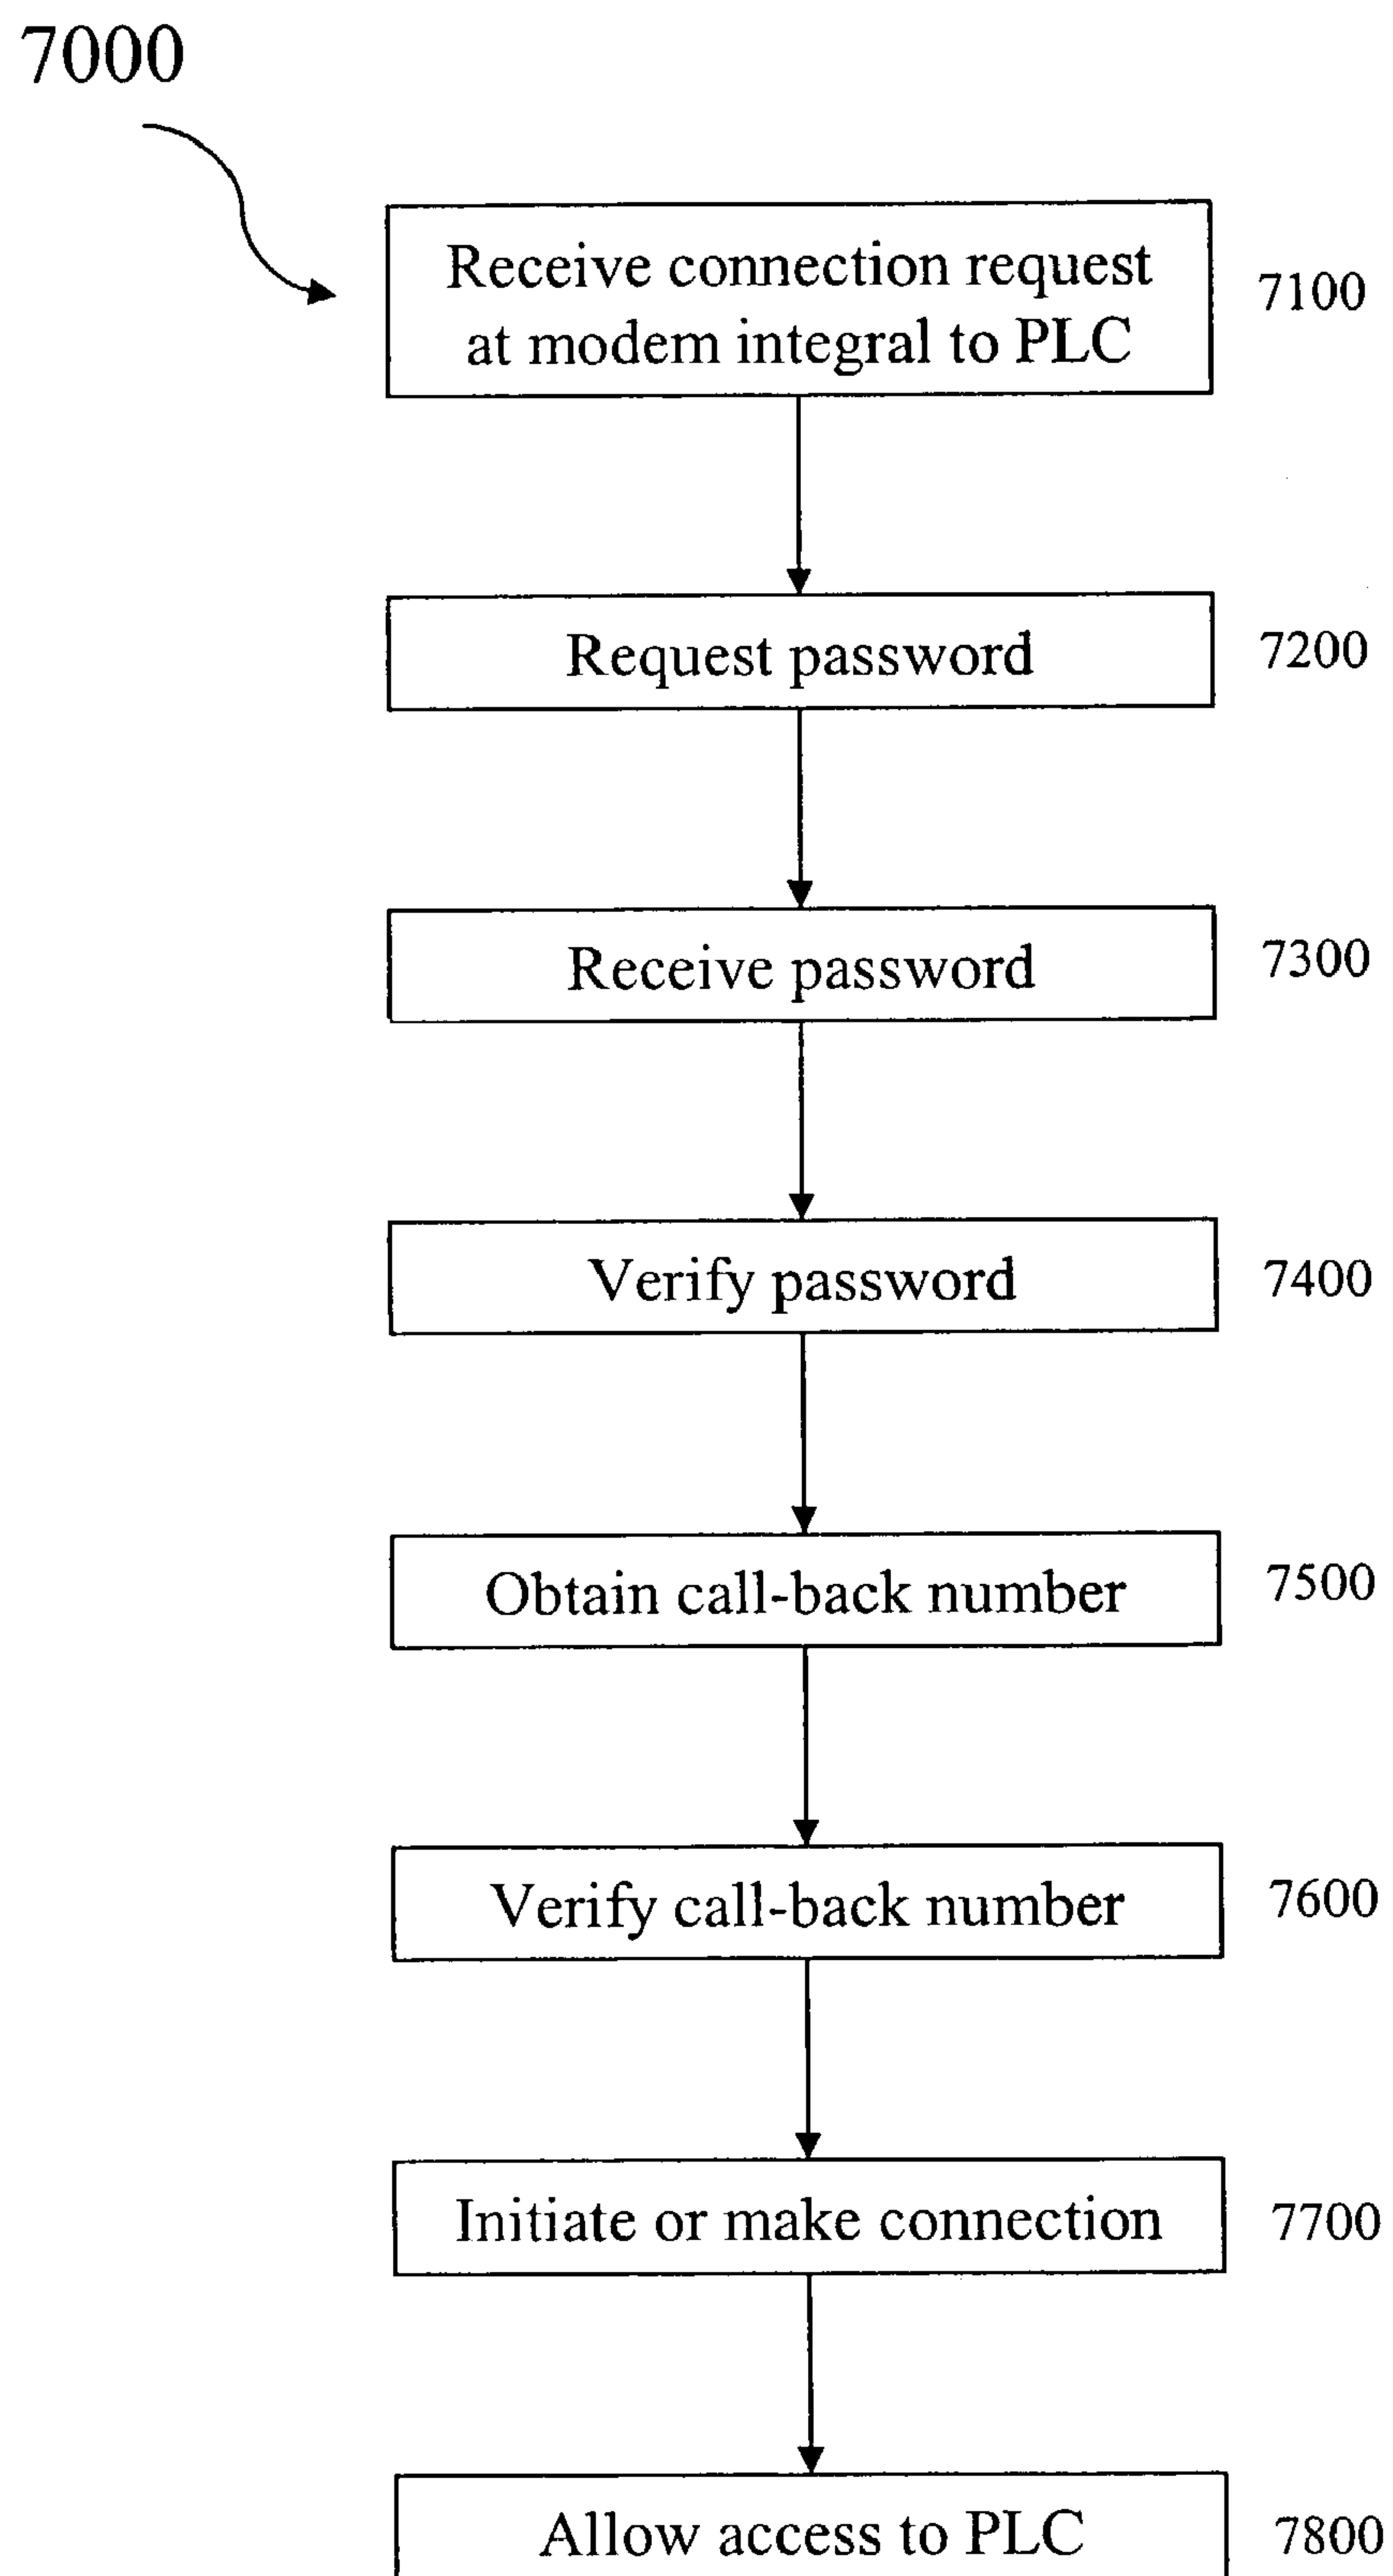 7000
Receive connection request
at modem integral to PLC
7100
Request password
7200
Receive password
7300
Verify password
7400
Obtain call-back number
7500
Verify call-back number
7600
Initiate or make connection
7700
Allow access to PLC
7800